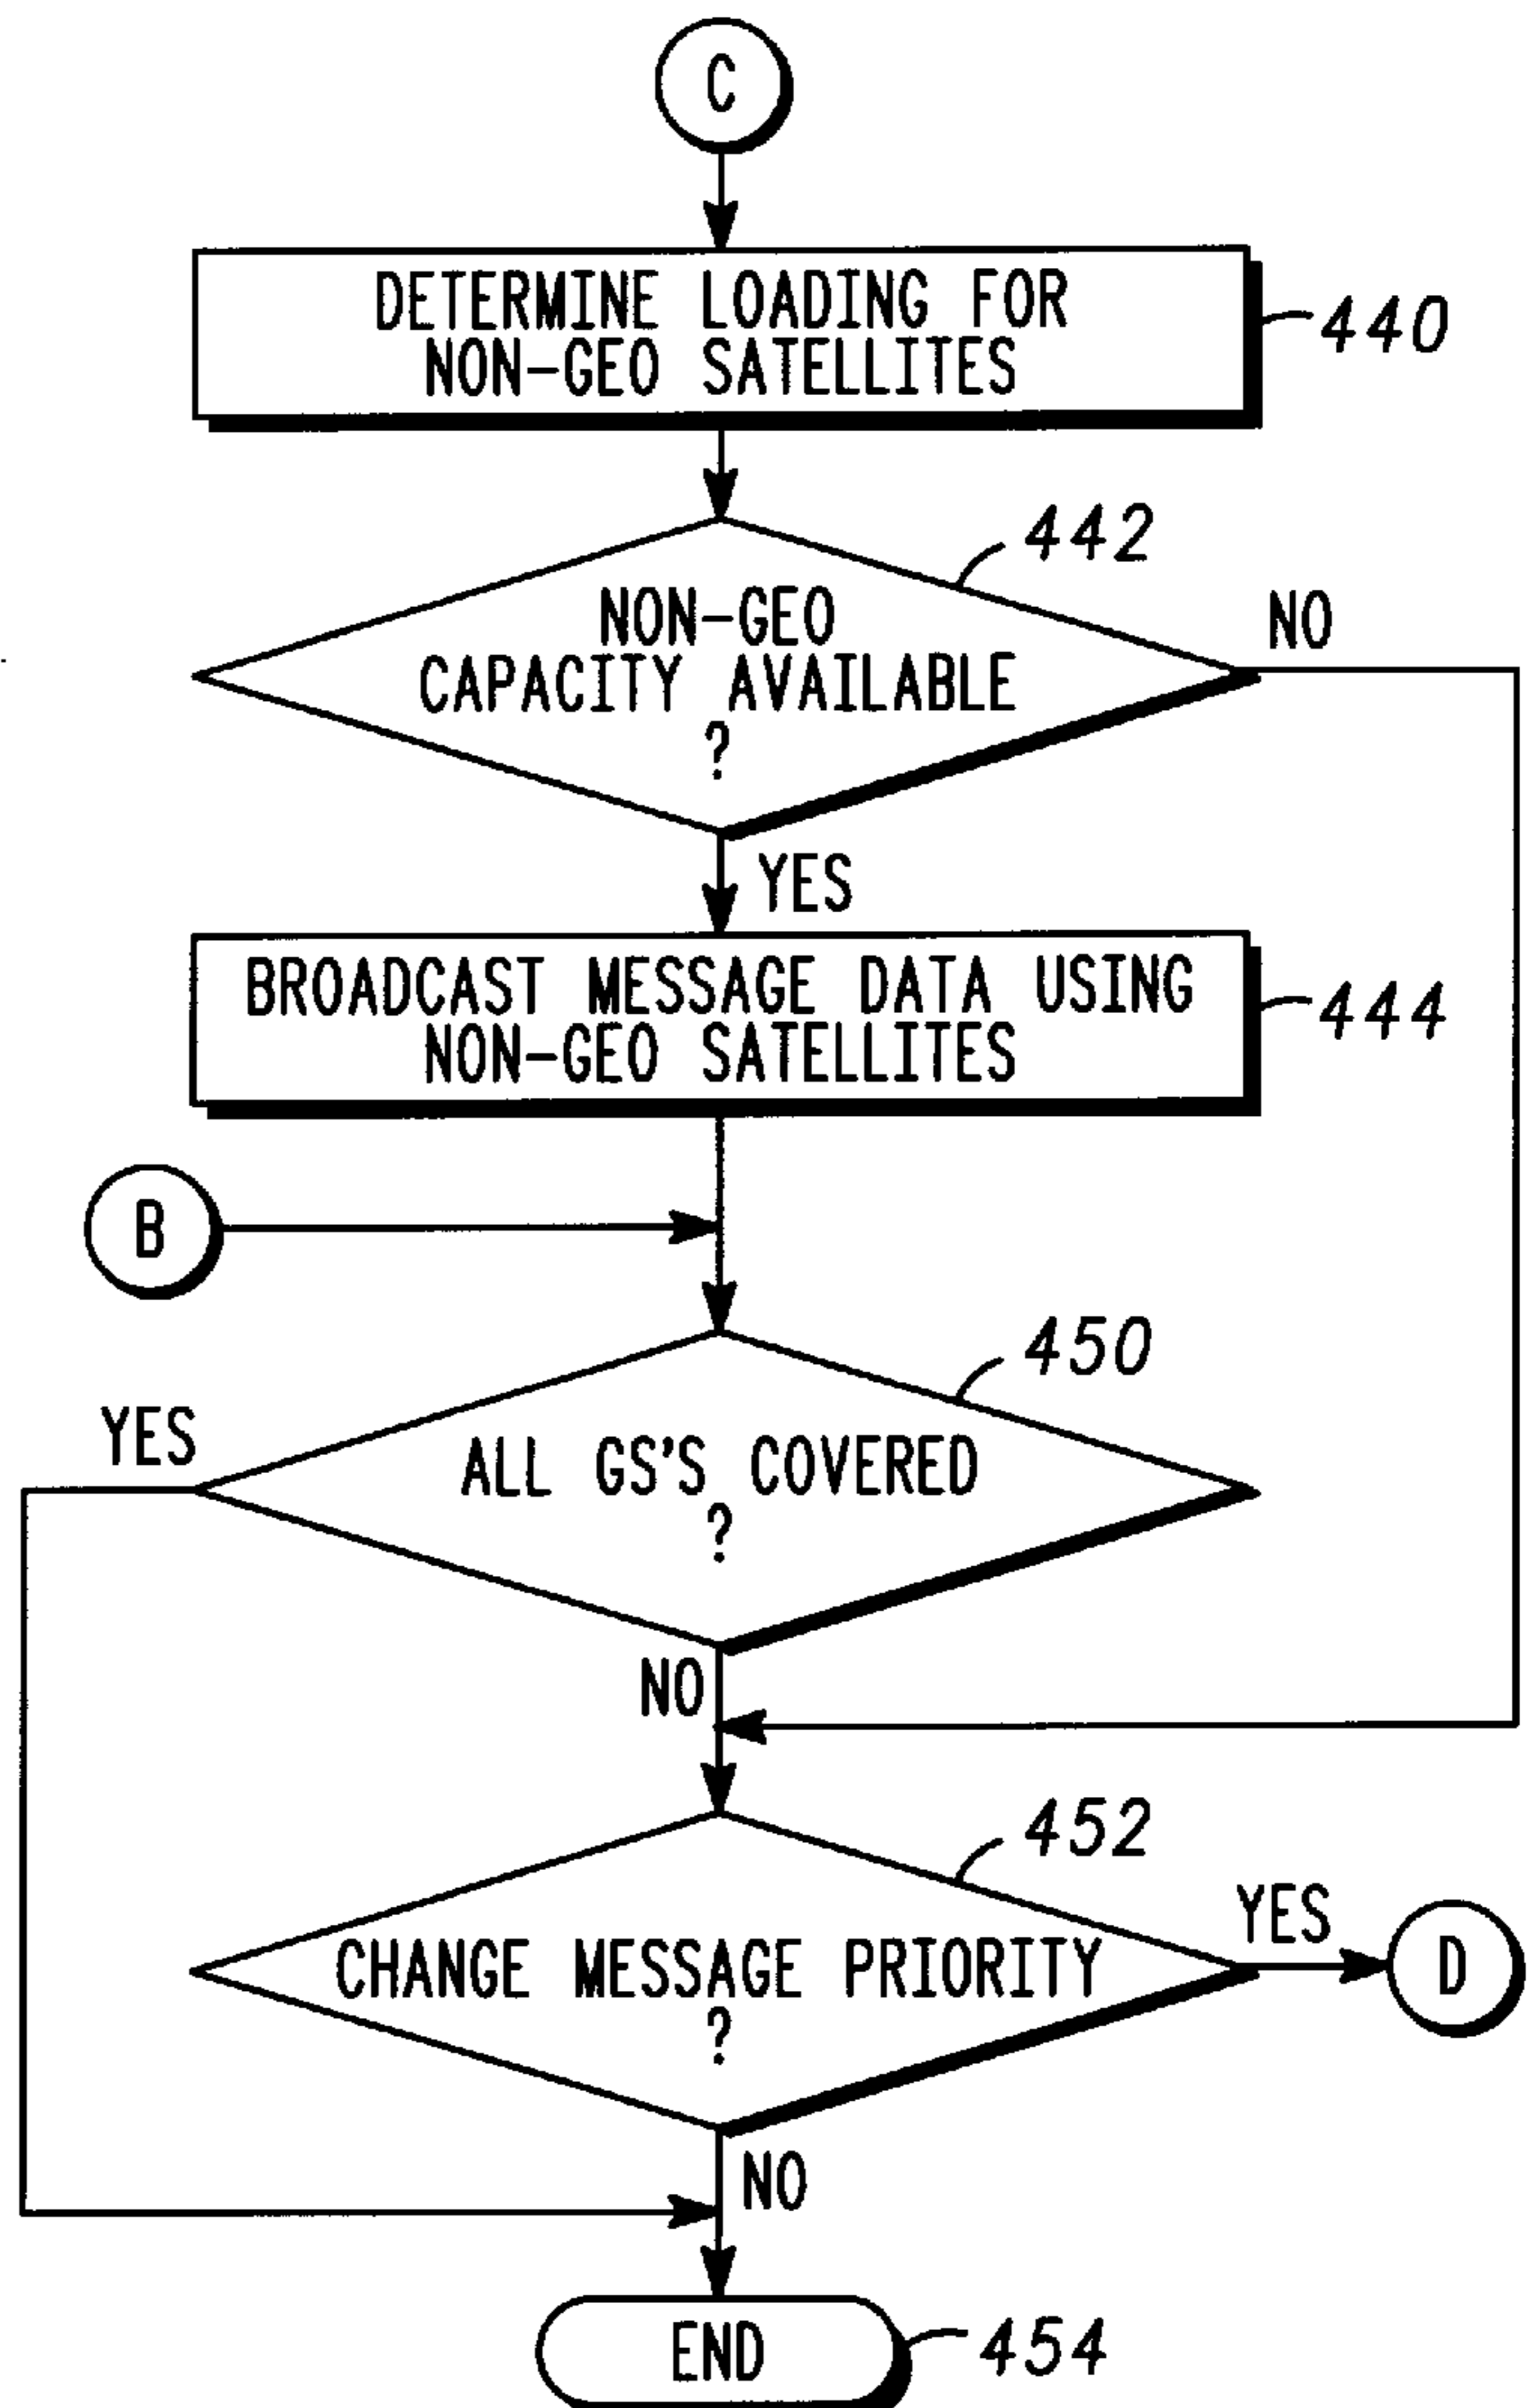 C
DETERMINE LOADING FOR
NON-GEO SATELLITES
440
442
NON-GEO
CAPACITY AVAILABLE
?
NO
YES
BROADCAST MESSAGE DATA USING
NON-GEO SATELLITES
444
B
450
YES
ALL GS'S COVERED
?
NO
452
CHANGE MESSAGE PRIORITY
?
YES
D
NO
END
454